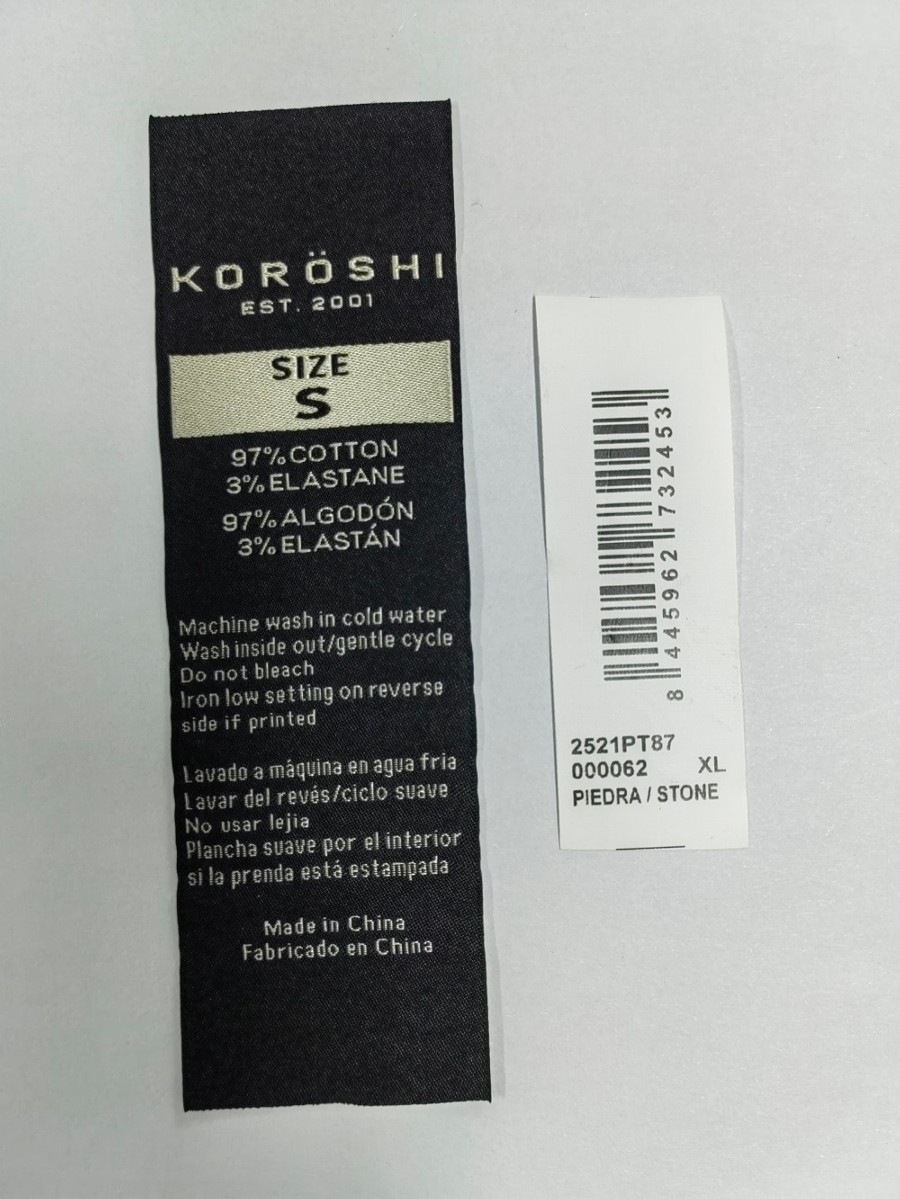 KORÖSHI
EST. 2001
SIZE
S
97% COTTON
3% ELASTANE
97% ALGODÓN
3% ELASTÁN
Machine wash in cold water
Wash inside out/gentle cycle
Do not bleach
Iron low setting on reverse
side if printed
Lavado a máquina en agua fria
Lavar del revés/ciclo suave
No usar lejia
Plancha suave por el interior
si la prenda está estampada
Made in China
Fabricado en China
8 445962 732453
2521PT87
000062 XL
PIEDRA / STONE